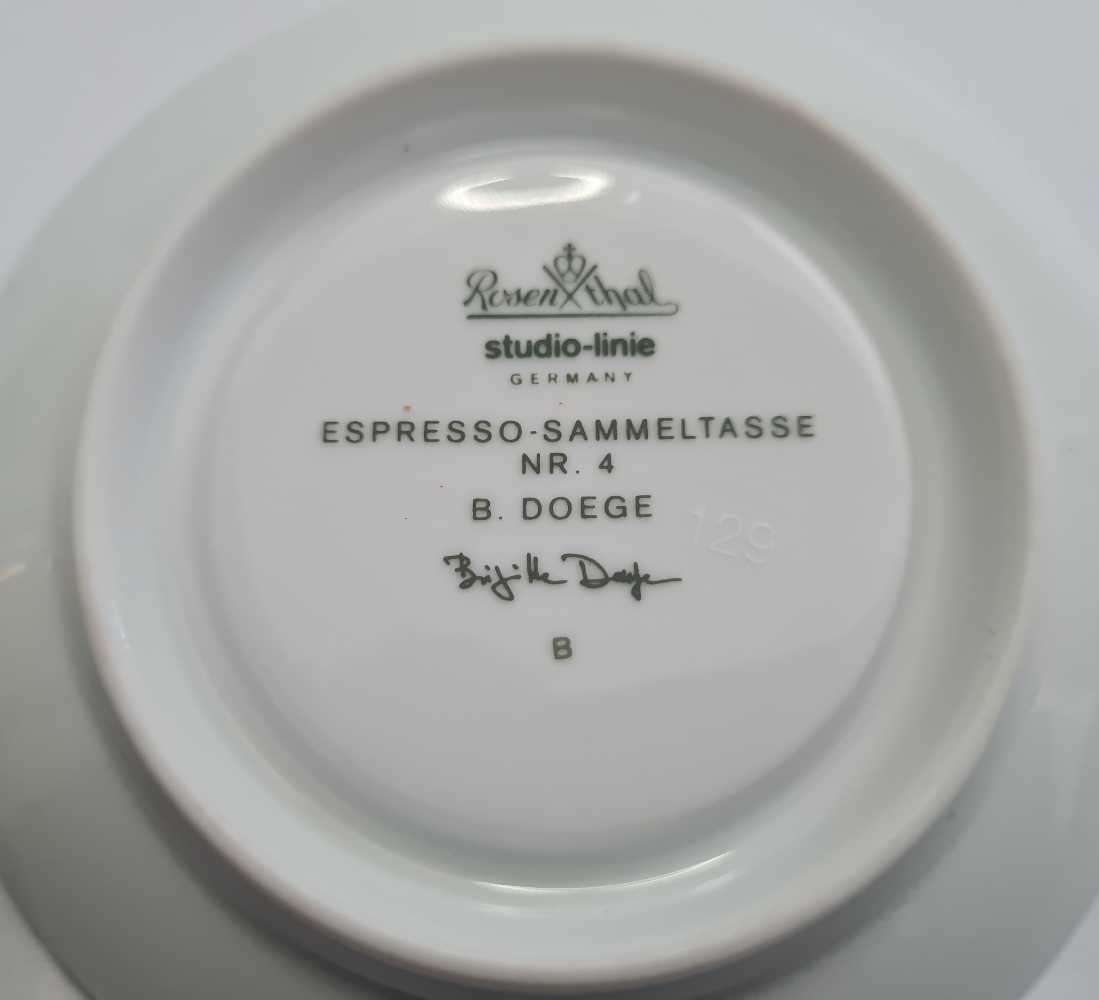 Rosenthal
studio-linie
GERMANY
ESPRESSO-SAMMELTASSE
NR. 4
B. DOEGE
129
Brigitte Doege
B